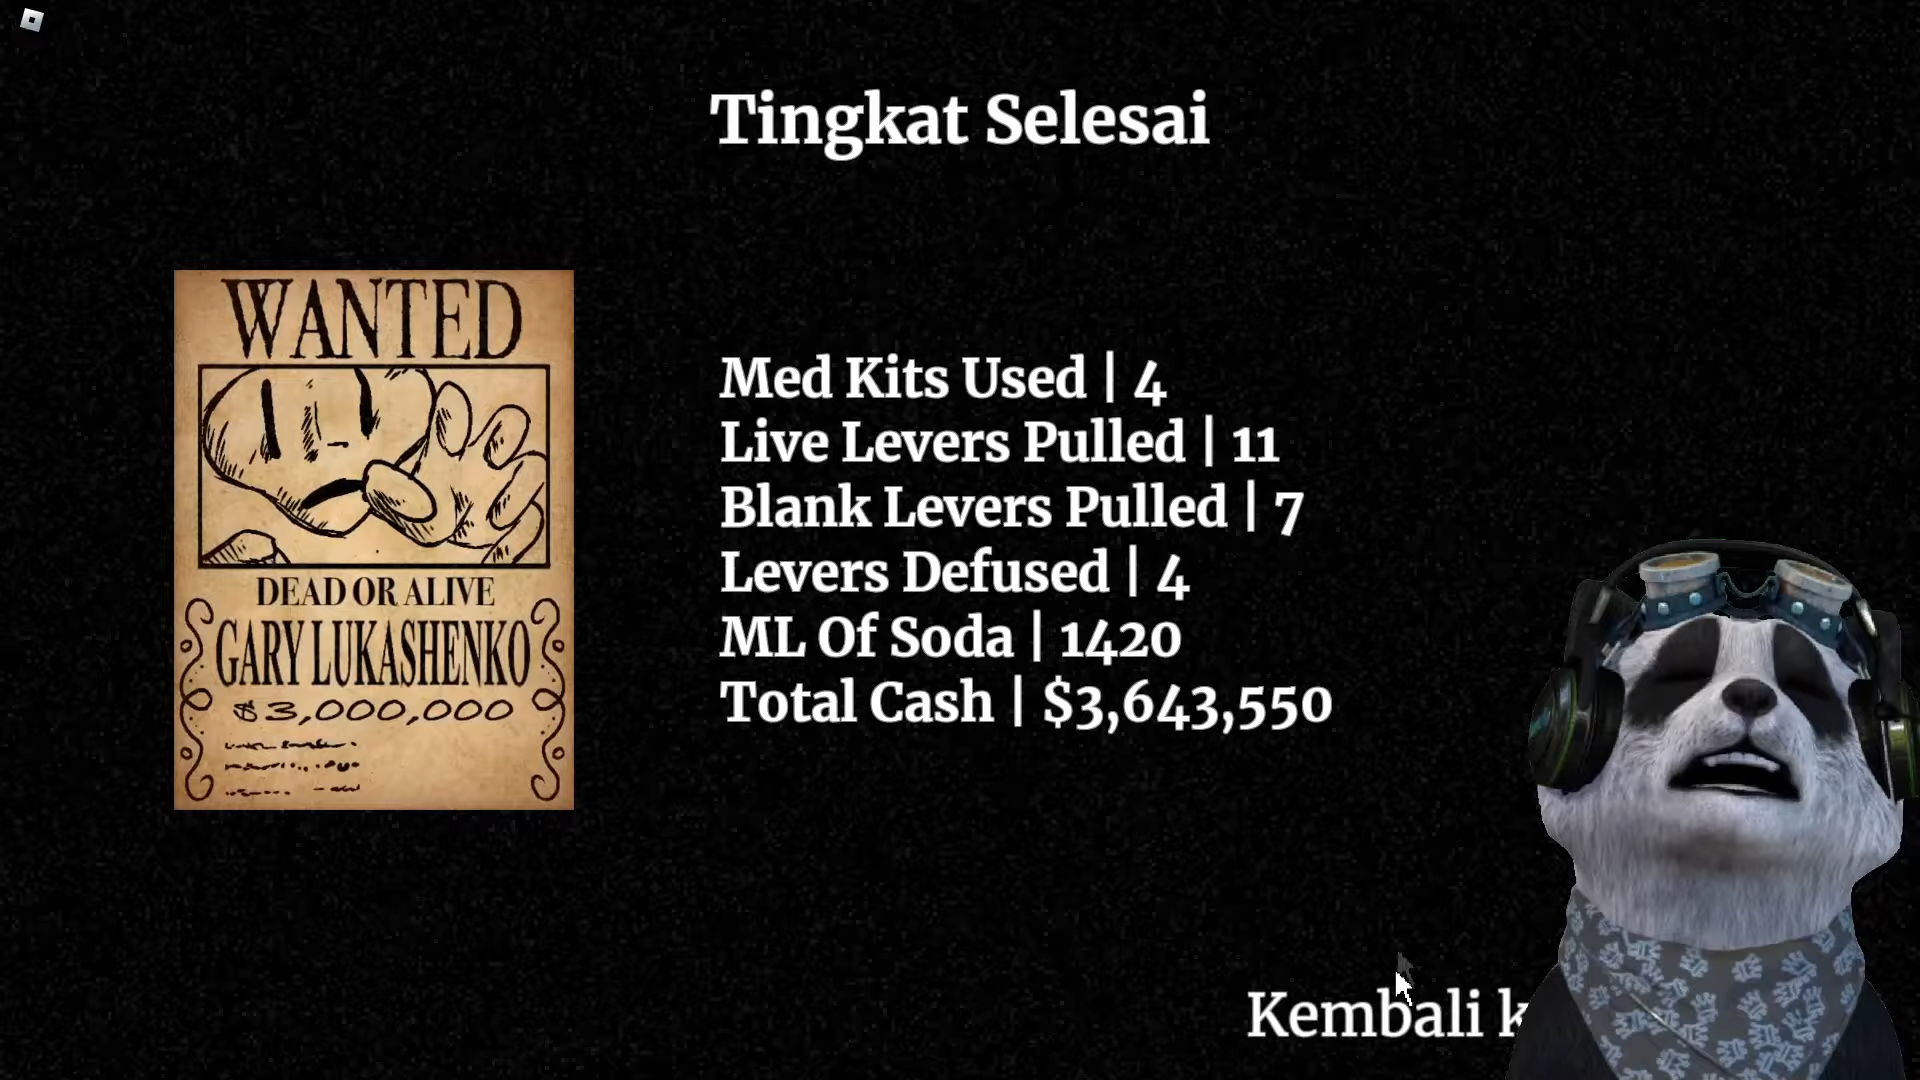 Tingkat Selesai
WANTED
DEAD OR ALIVE
GARY LUKASHENKO
$3,000,000
Med Kits Used | 4
Live Levers Pulled | 11
Blank Levers Pulled | 7
Levers Defused | 4
ML Of Soda | 1420
Total Cash | $3,643,550
Kembali